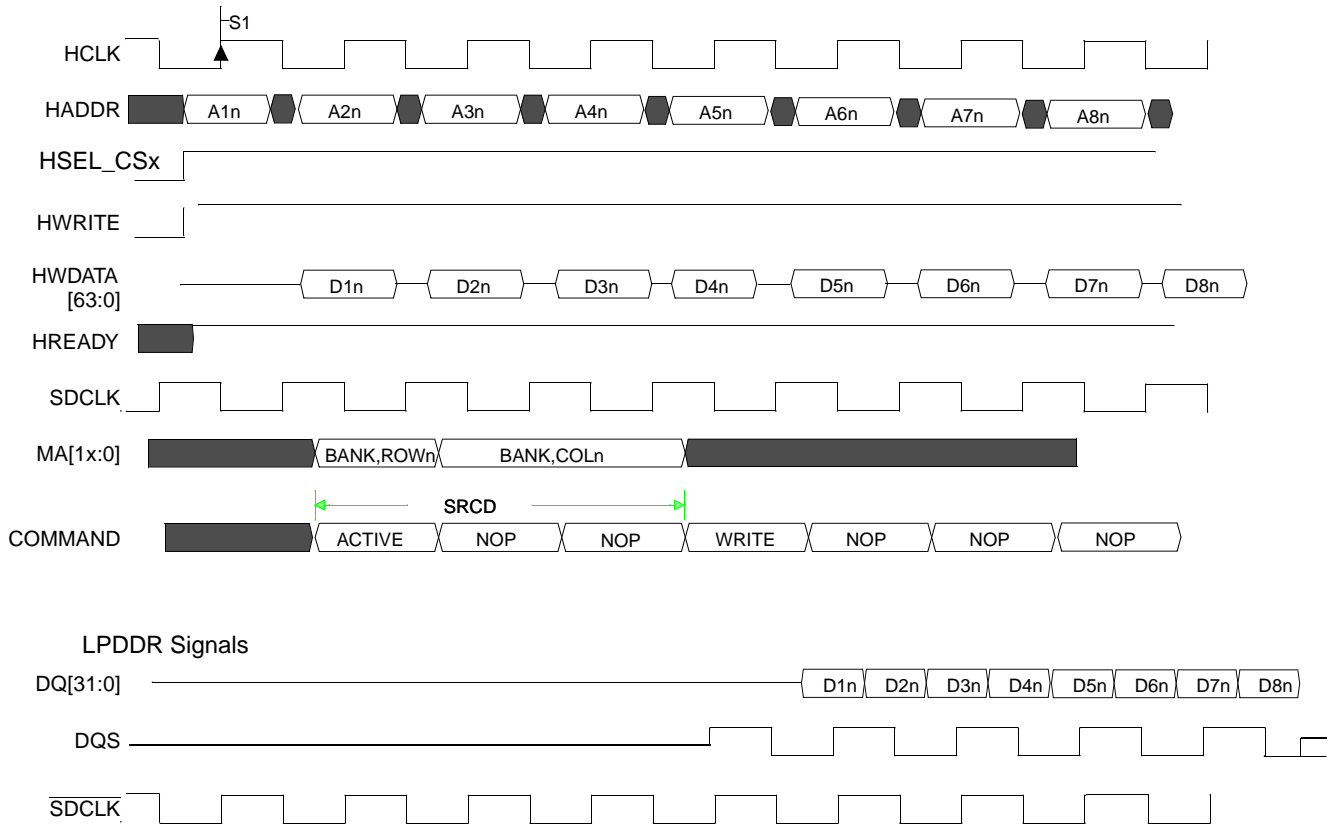 S1
HCLK
HADDR A1n A2n A3n A4n A5n A6n A7n A8n
HSEL_CSx
HWRITE
HWDATA
[63:0] D1n D2n D3n D4n D5n D6n D7n D8n
HREADY
SDCLK
MA[1x:0] BANK,ROWn BANK,COLn
SRCD
COMMAND ACTIVE NOP NOP WRITE NOP NOP NOP
LPDDR Signals
DQ[31:0] D1n D2n D3n D4n D5n D6n D7n D8n
DQS
SDCLK